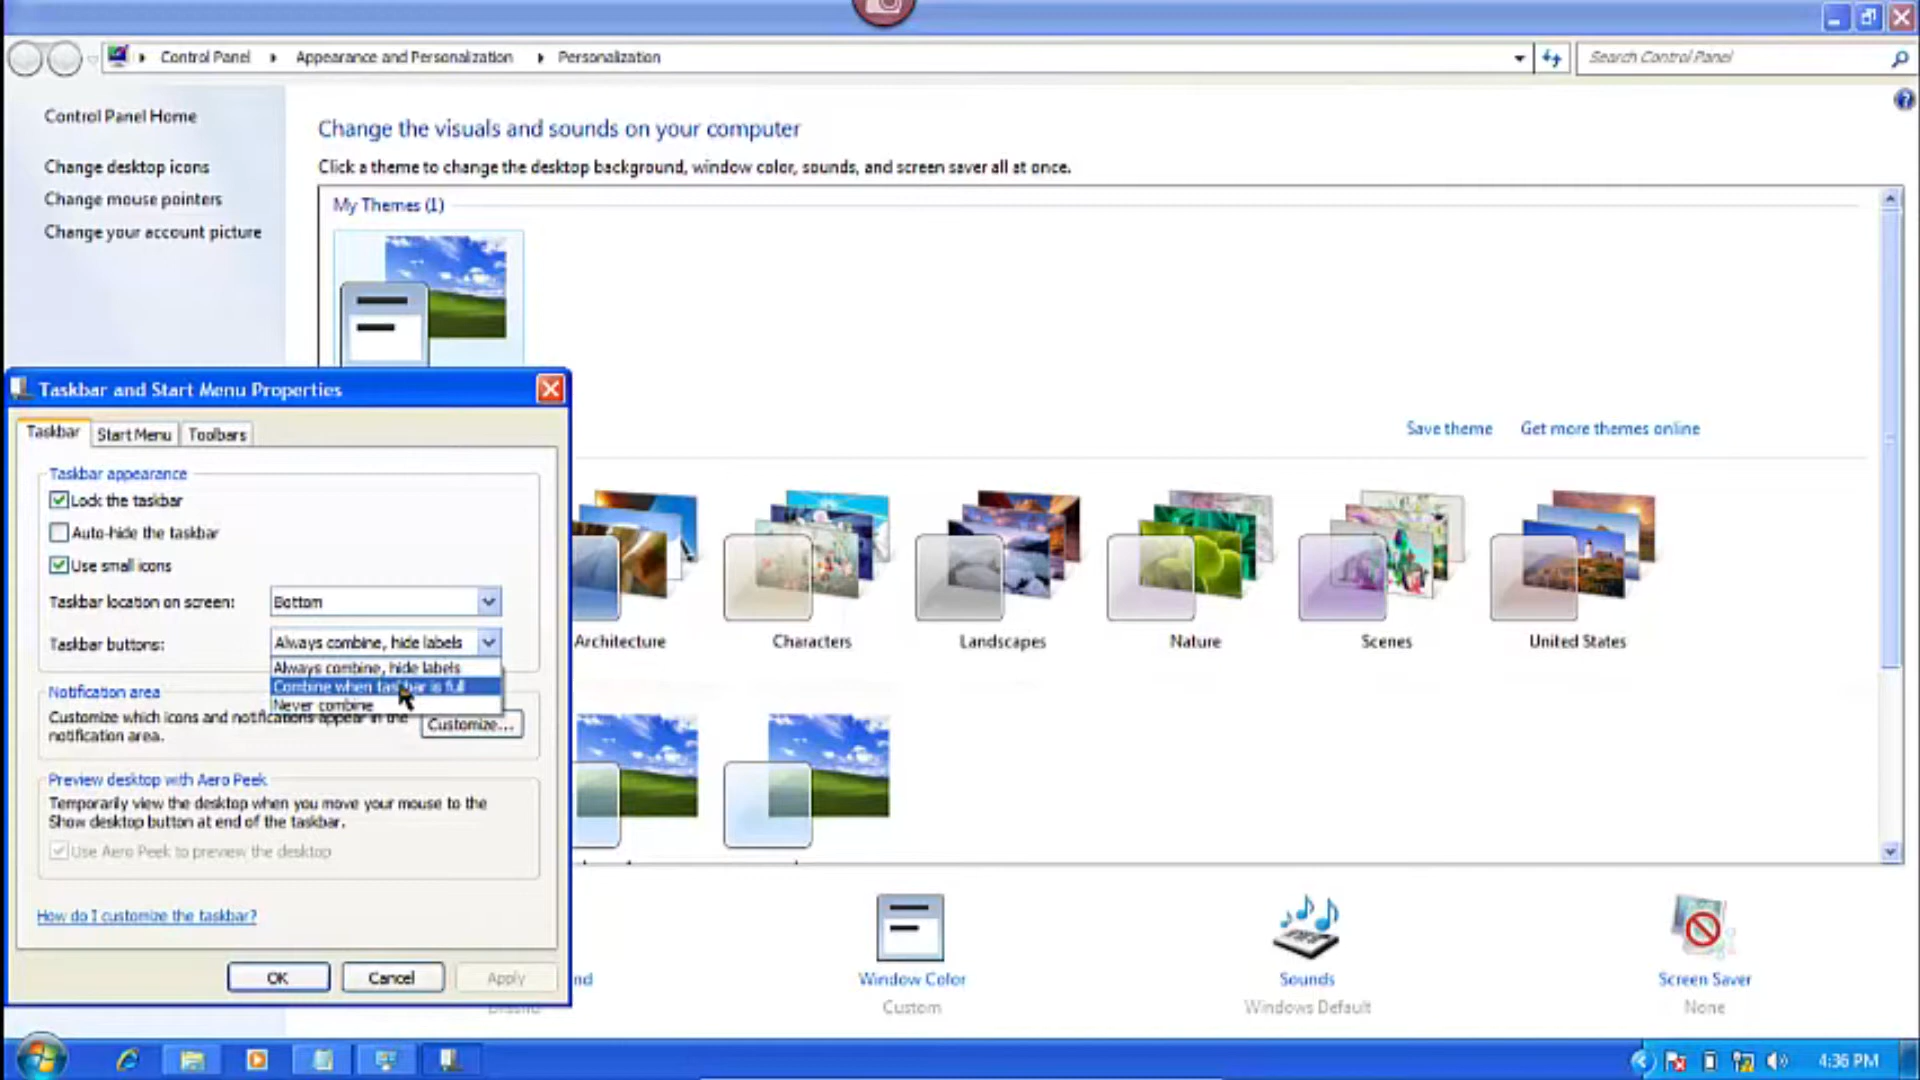 Control Panel
Appearance and Personalization
Personalization
Search Control Panel
Control Panel Home
Change desktop icons
Change mouse pointers
Change your account picture
Change the visuals and sounds on your computer
Click a theme to change the desktop background, window color, sounds, and screen saver all at once.
My Themes (1)
Save theme
Get more themes online
Architecture
Characters
Landscapes
Nature
Scenes
United States
Window Color
Custom
Sounds
Windows Default
Screen Saver
None
Taskbar and Start Menu Properties
Taskbar
Start Menu
Toolbars
Taskbar appearance
Lock the taskbar
Auto-hide the taskbar
Use small icons
Taskbar location on screen:
Bottom
Taskbar buttons:
Always combine, hide labels
Always combine, hide labels
Combine when taskbar is full
Never combine
Notification area
Customize which icons and notifications appear in the
notification area.
Customize...
Preview desktop with Aero Peek
Temporarily view the desktop when you move your mouse to the
Show desktop button at end of the taskbar.
Use Aero Peek to preview the desktop
How do I customize the taskbar?
OK
Cancel
Apply
4:36 PM